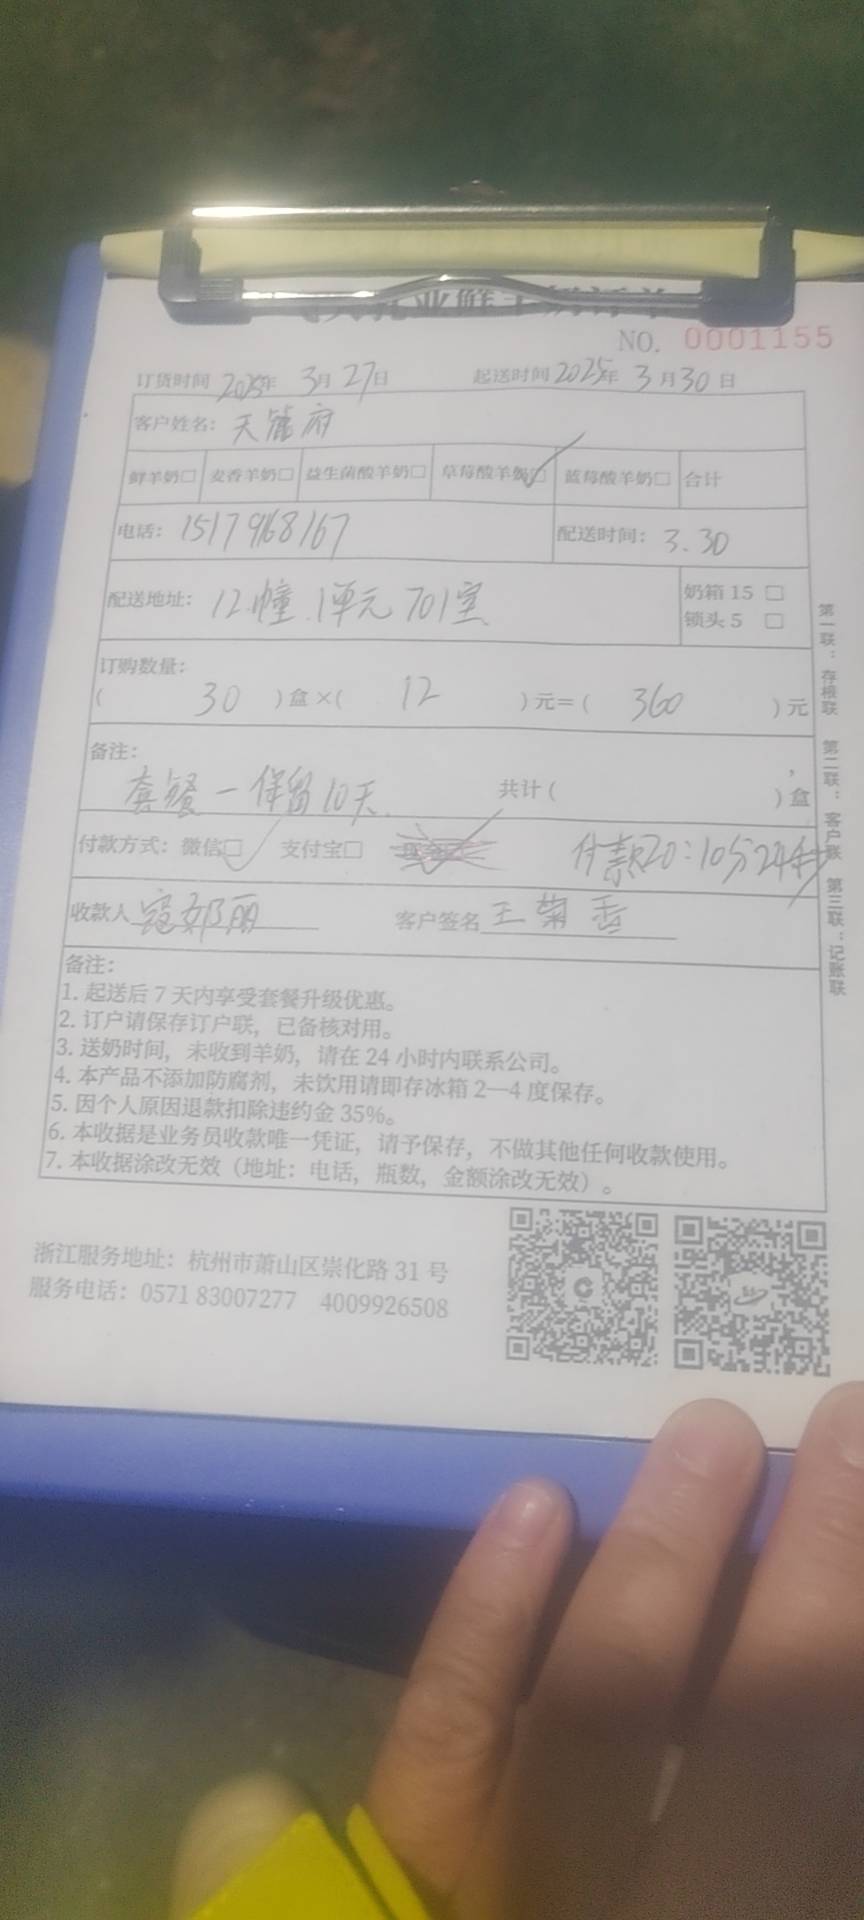 NO. 0001155
订货时间 2025年 3月 27日 起送时间 2025年 3月 30日
客户姓名：天 府
鲜羊奶□ 麦香羊奶□ 益生菌酸羊奶□ 草莓酸羊奶☑ 蓝莓酸羊奶□ 合计
电话：15179168167 配送时间：3.30
配送地址：12幢.1单元 701室 奶箱 15 □
锁头 5 □
订购数量：
( 30 ) 盒 ×( 12 ) 元＝( 360 ) 元
备注：
套餐一保留10天. 共计 ( ) 盒
付款方式：微信☑ 支付宝□ 付款20:10分24秒
收款人 丽 客户签名 王菊香
备注：
1. 起送后 7 天内享受套餐升级优惠。
2. 订户请保存订户联，已备核对用。
3. 送奶时间，未收到羊奶，请在 24 小时内联系公司。
4. 本产品不添加防腐剂，未饮用请即存冰箱 2—4 度保存。
5. 因个人原因退款扣除违约金 35%。
6. 本收据是业务员收款唯一凭证，请予保存，不做其他任何收款使用。
7. 本收据涂改无效（地址：电话，瓶数，金额涂改无效）。
浙江服务地址：杭州市萧山区崇化路 31 号
服务电话：0571 83007277 4009926508
第一联：存根联 第二联：客户联 第三联：记账联